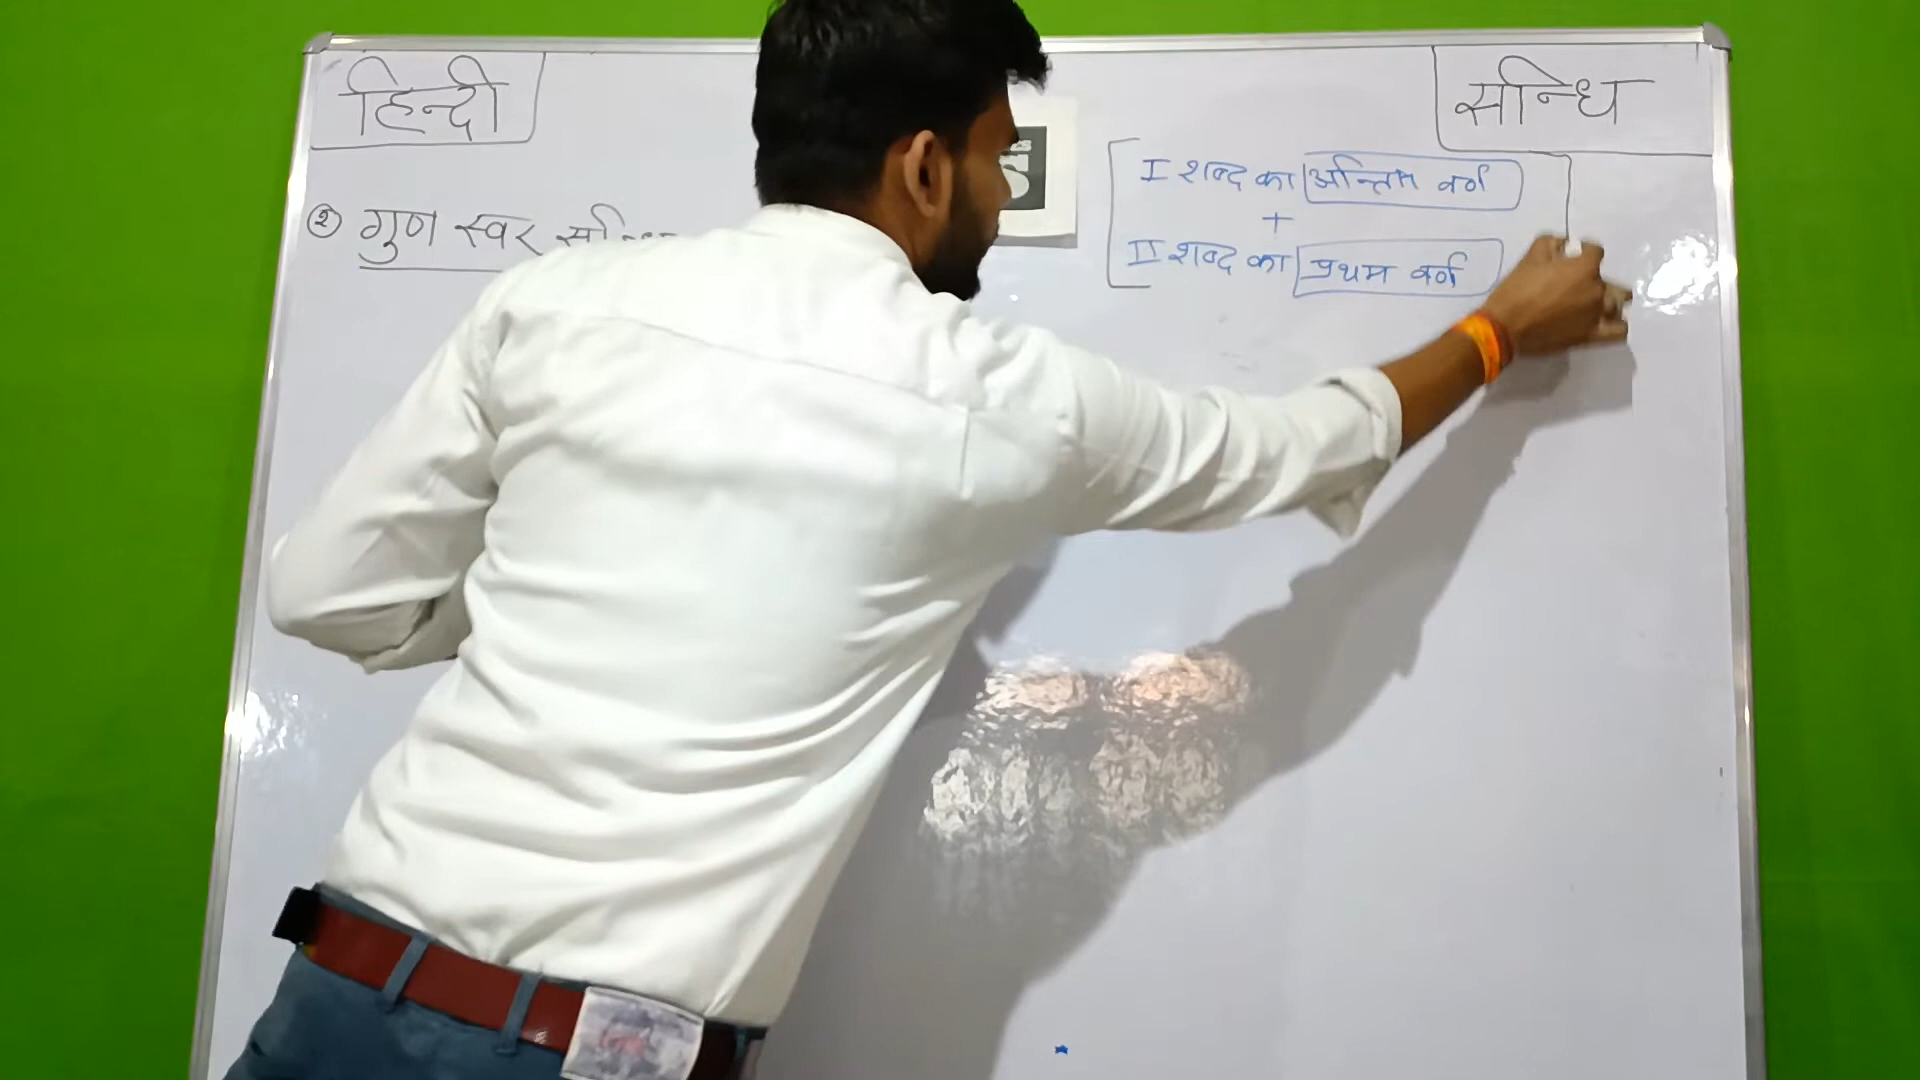 हिन्दी
सन्धि
② गुण स्वर
I शब्द का अन्तिम वर्ण
+
II शब्द का प्रथम वर्ण
S